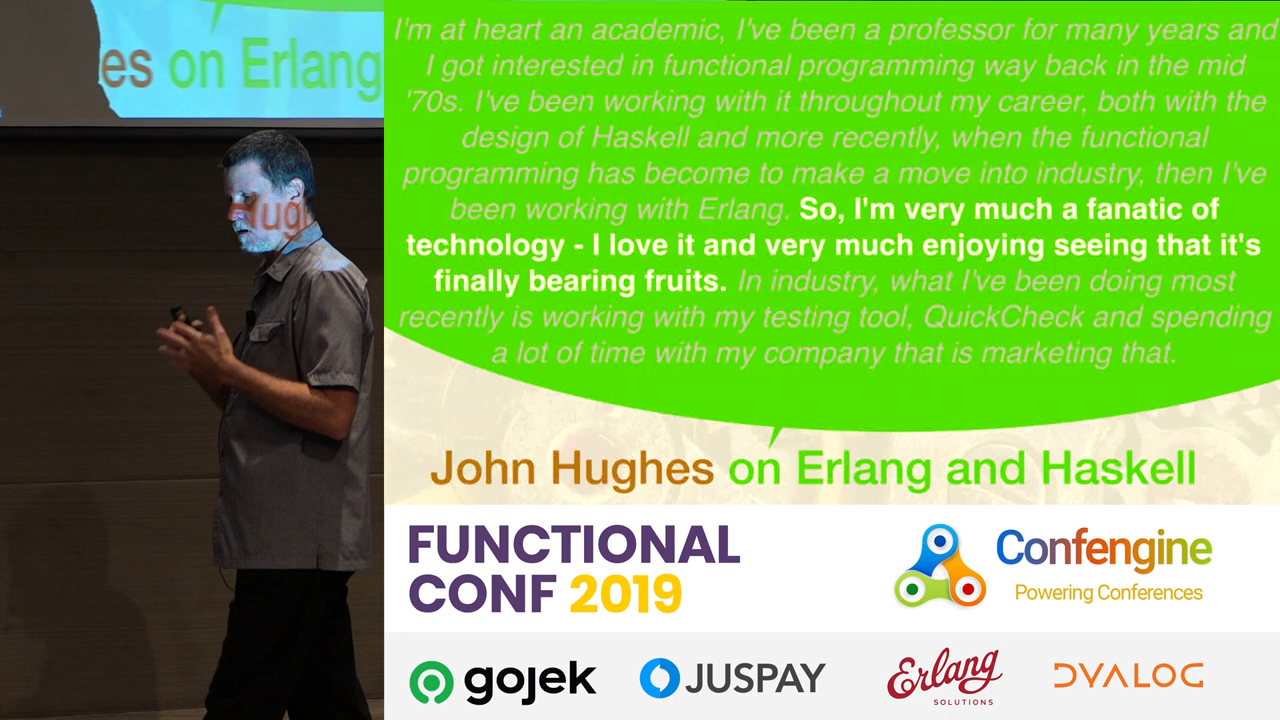 es on Erlang
Hugh
I'm at heart an academic, I've been a professor for many years and
I got interested in functional programming way back in the mid
'70s. I've been working with it throughout my career, both with the
design of Haskell and more recently, when the functional
programming has become to make a move into industry, then I've
been working with Erlang. So, I'm very much a fanatic of
technology - I love it and very much enjoying seeing that it's
finally bearing fruits. In industry, what I've been doing most
recently is working with my testing tool, QuickCheck and spending
a lot of time with my company that is marketing that.
John Hughes on Erlang and Haskell
FUNCTIONAL
CONF 2019
Confengine
Powering Conferences
gojek
JUSPAY
Erlang
SOLUTIONS
DYALOG